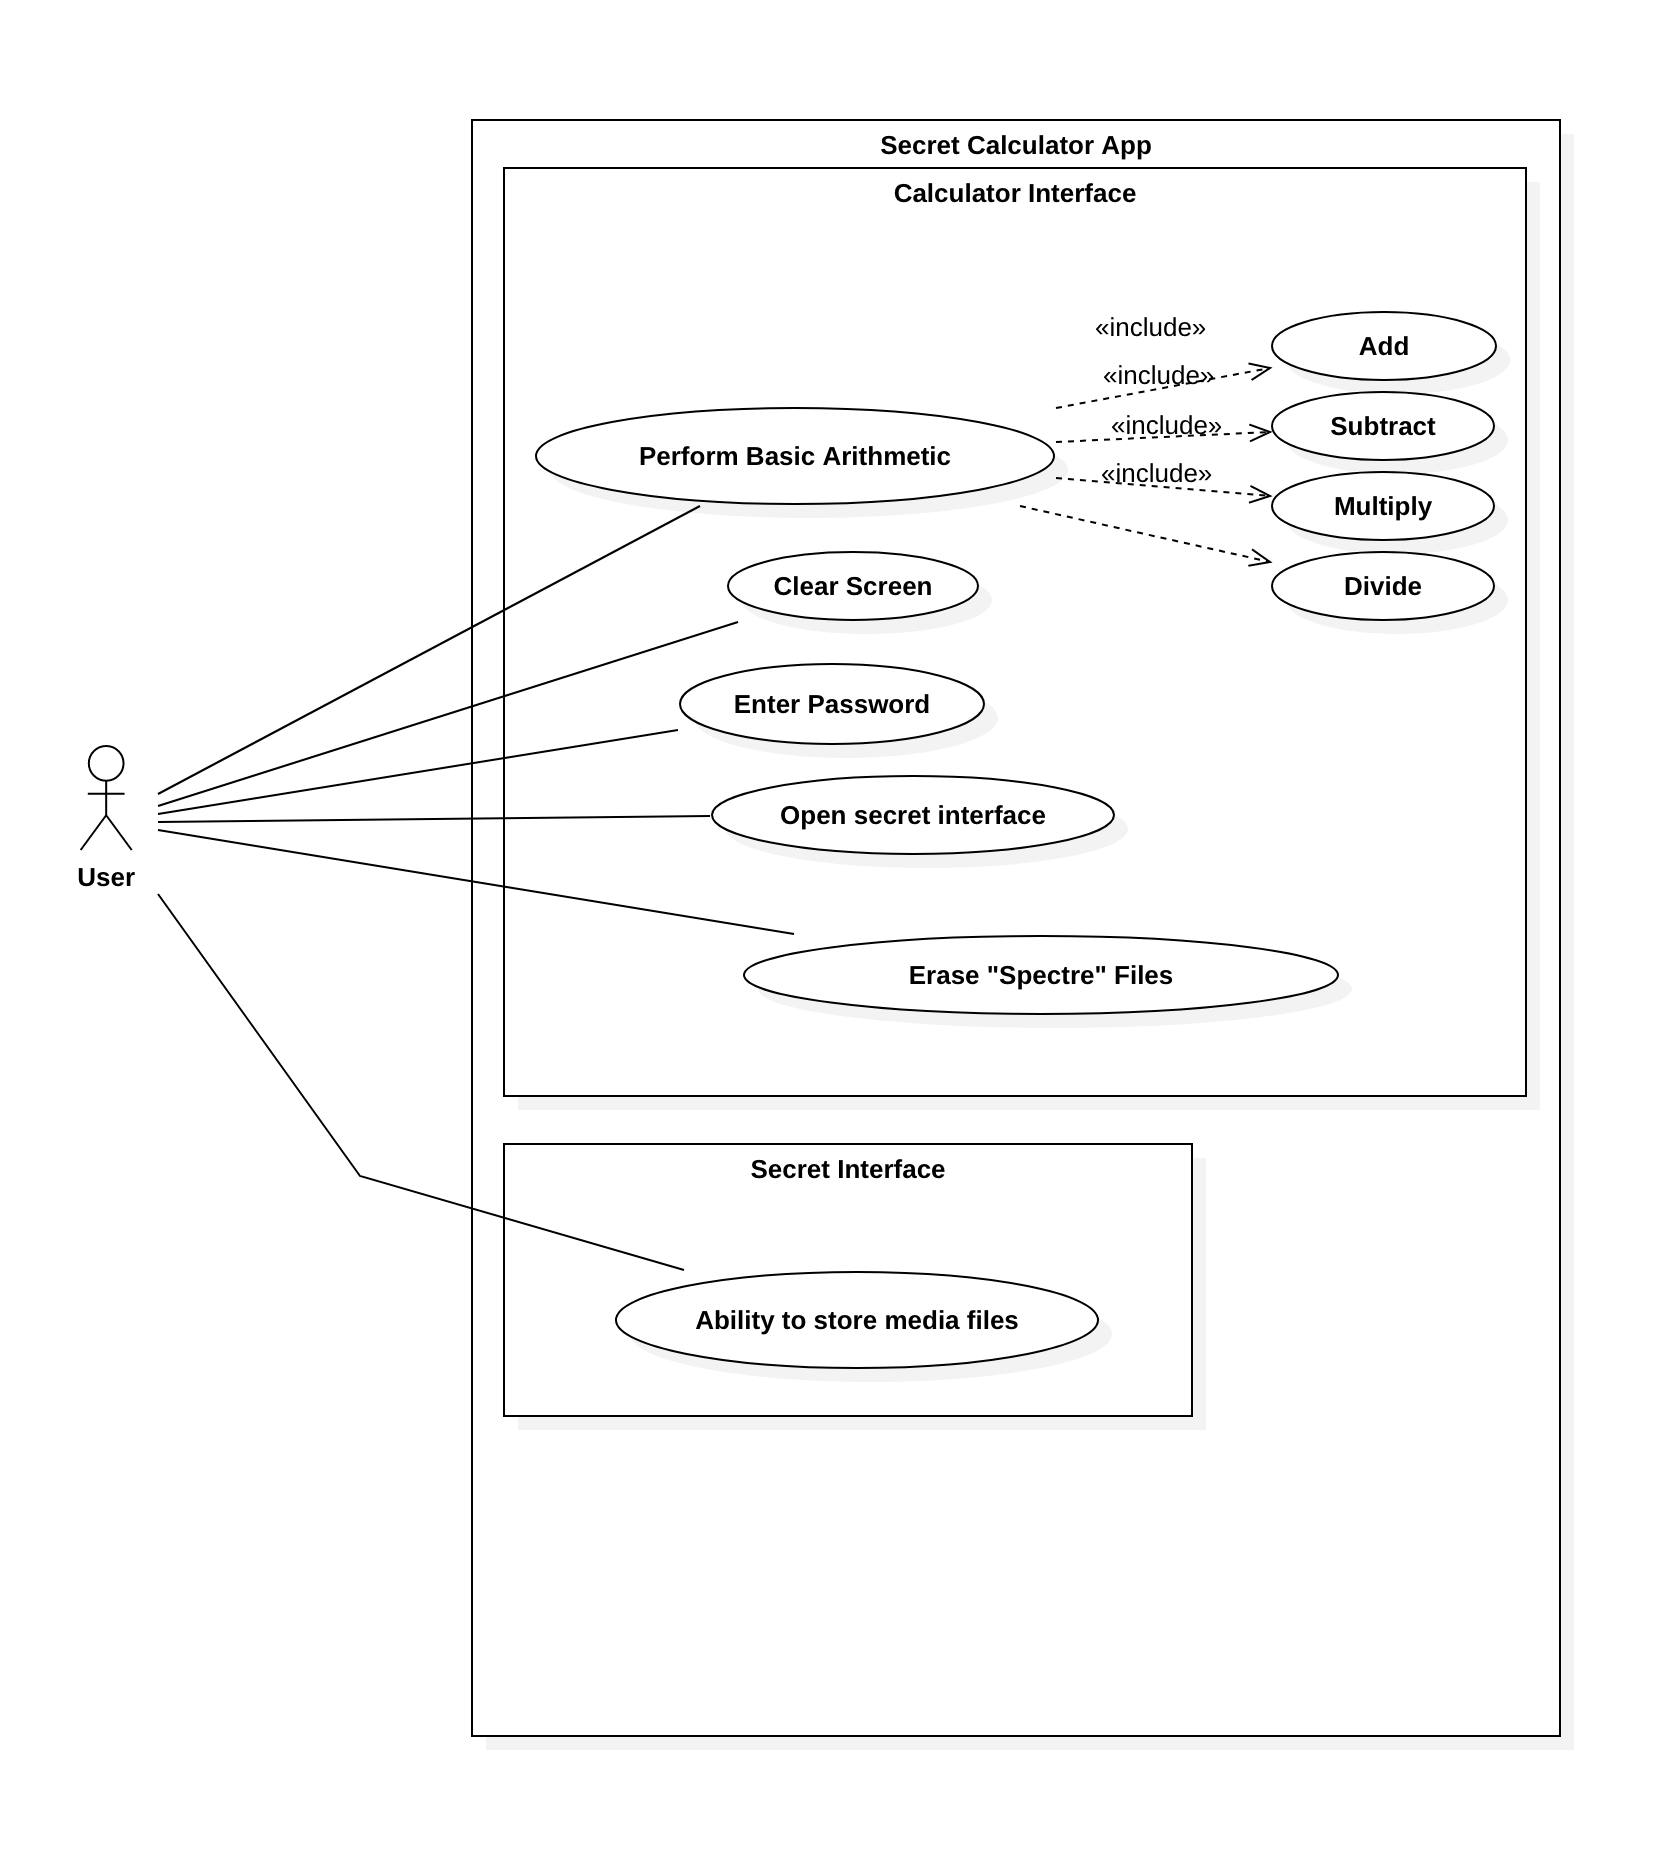 Secret Calculator App
Calculator Interface
«include»
Add
«include»
Subtract
«include»
Perform Basic Arithmetic
«include»
Multiply
Clear Screen
Divide
Enter Password
Open secret interface
User
Erase "Spectre" Files
Secret Interface
Ability to store media files